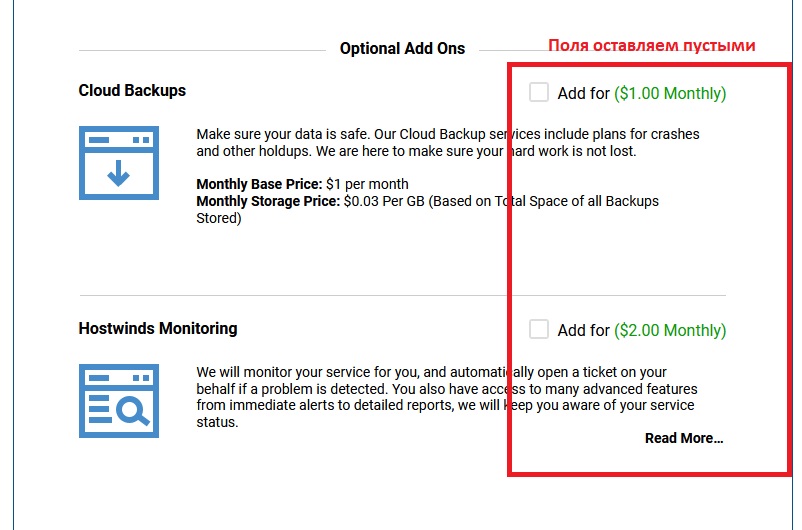 Optional Add Ons
Поля оставляем пустыми
Cloud Backups
Add for ($1.00 Monthly)
Make sure your data is safe. Our Cloud Backup services include plans for crashes
and other holdups. We are here to make sure your hard work is not lost.
Monthly Base Price: $1 per month
Monthly Storage Price: $0.03 Per GB (Based on Total Space of all Backups
Stored)
Hostwinds Monitoring
Add for ($2.00 Monthly)
We will monitor your service for you, and automatically open a ticket on your
behalf if a problem is detected. You also have access to many advanced features
from immediate alerts to detailed reports, we will keep you aware of your service
status.
Read More...